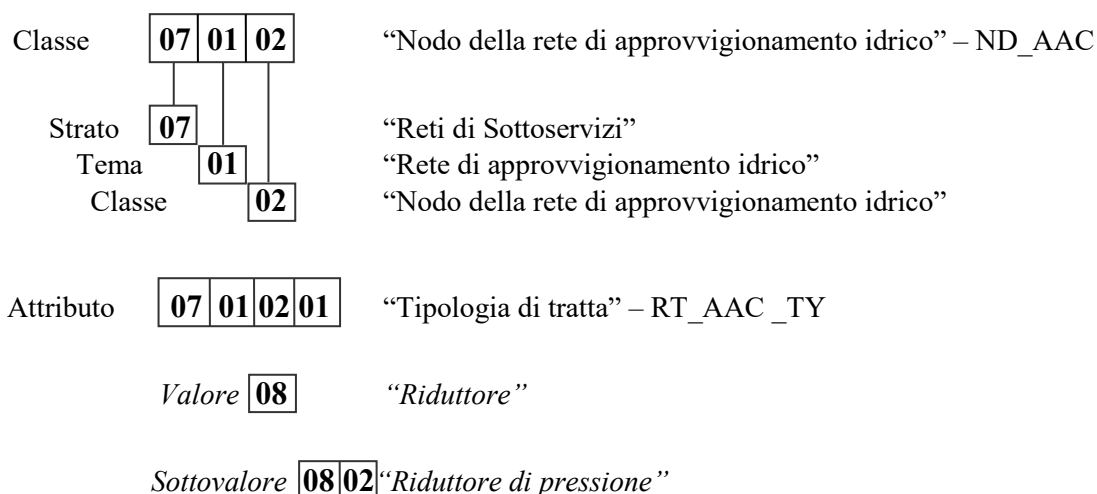 Classe 07 01 02 “Nodo della rete di approvvigionamento idrico” – ND_AAC
Strato 07 “Reti di Sottoservizi”
Tema 01 “Rete di approvvigionamento idrico”
Classe 02 “Nodo della rete di approvvigionamento idrico”
Attributo 07 01 02 01 “Tipologia di tratta” – RT_AAC _TY
Valore 08 “Riduttore”
Sottovalore 08 02 “Riduttore di pressione”